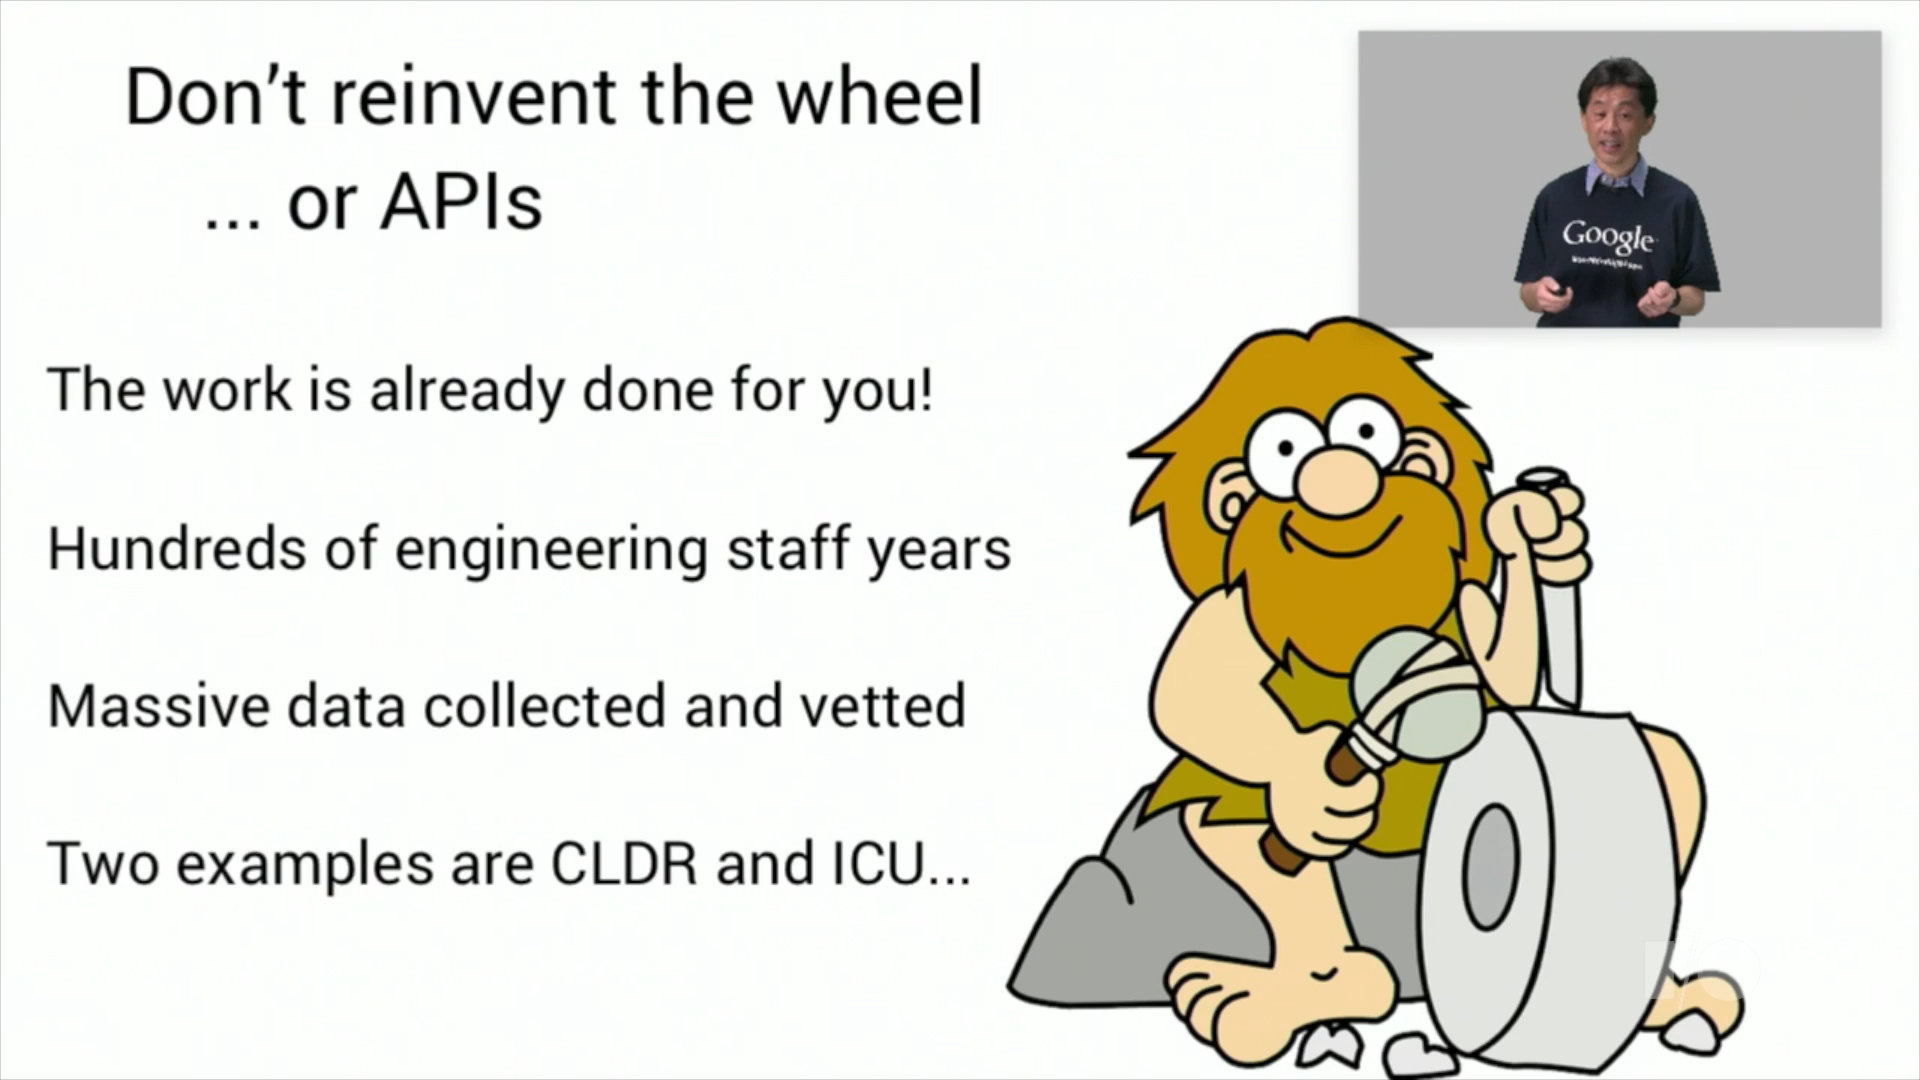 Don't reinvent the wheel
... or APIs
The work is already done for you!
Hundreds of engineering staff years
Massive data collected and vetted
Two examples are CLDR and ICU...
Google
I/O